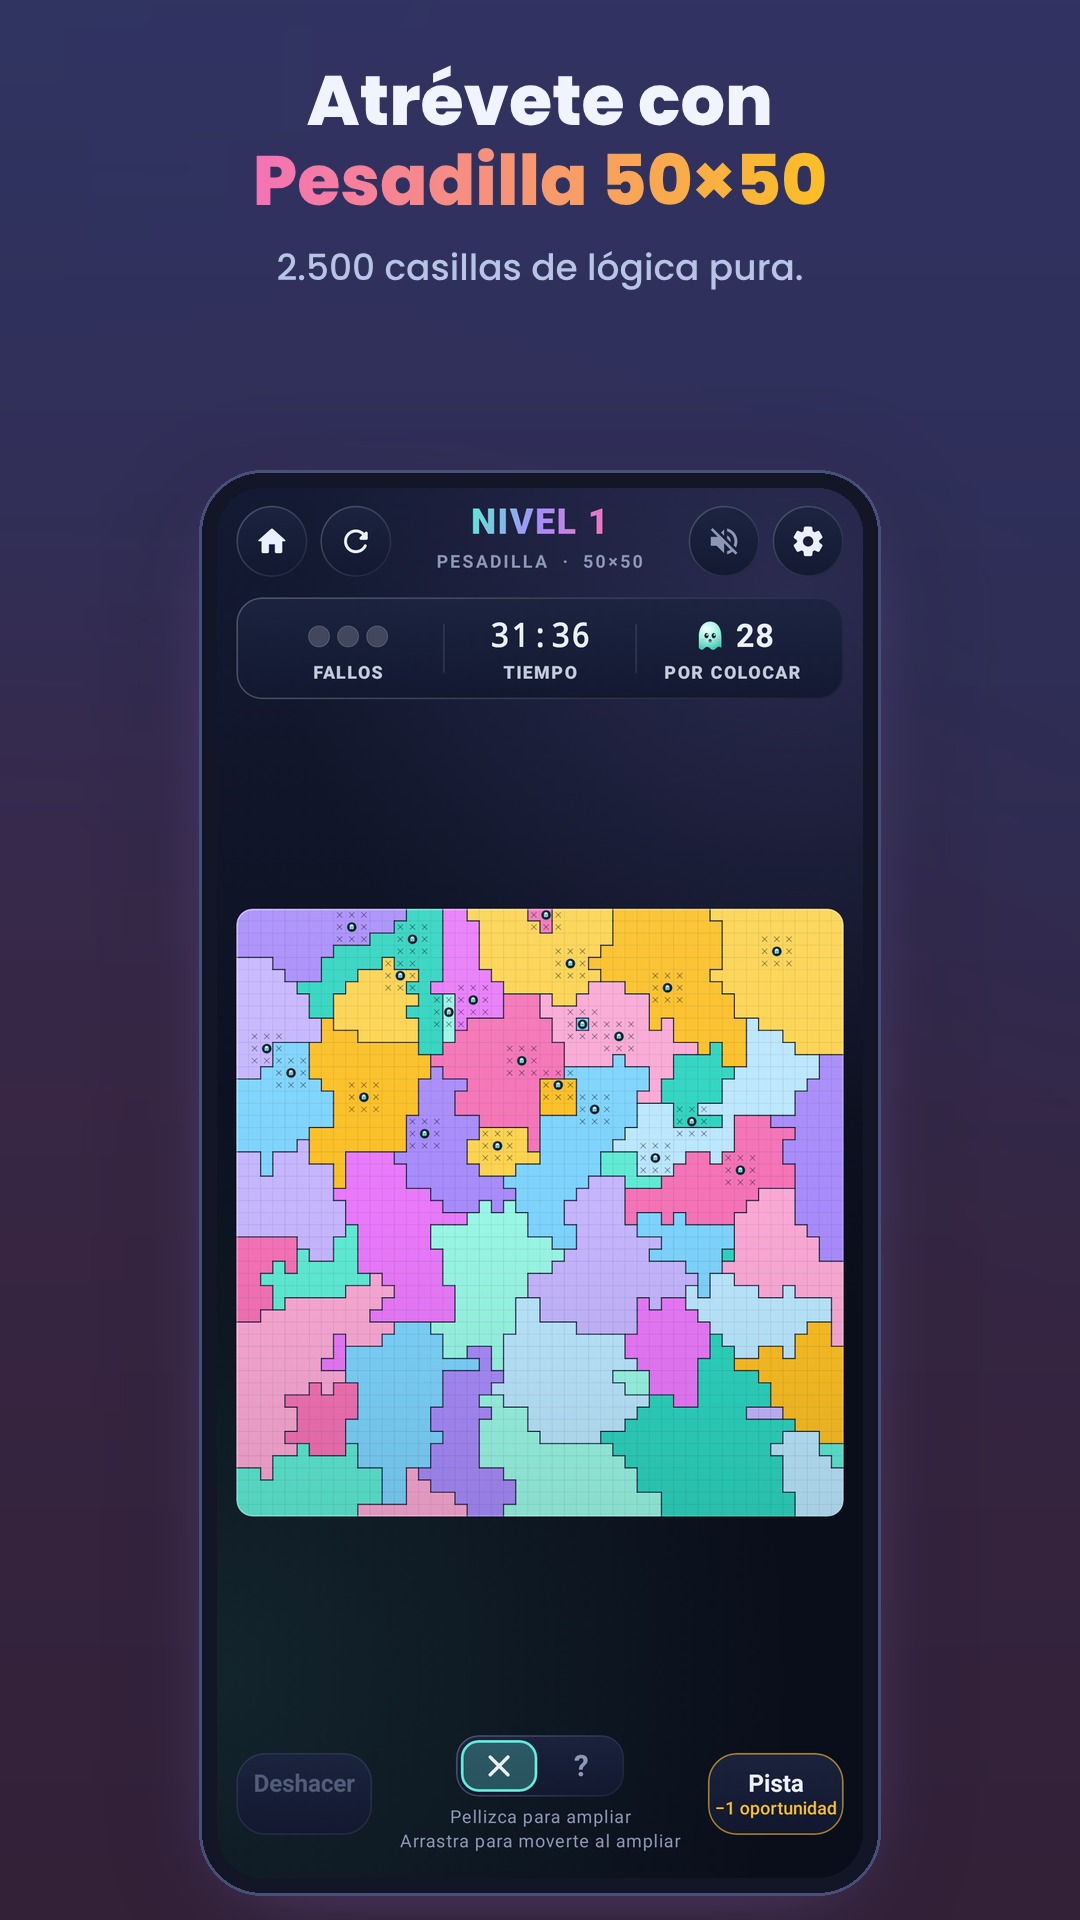 Atrévete con
Pesadilla 50×50
2.500 casillas de lógica pura.
NIVEL 1
PESADILLA · 50×50
31:36
28
FALLOS
TIEMPO
POR COLOCAR
Deshacer
?
Pista
−1 oportunidad
Pellizca para ampliar
Arrastra para moverte al ampliar